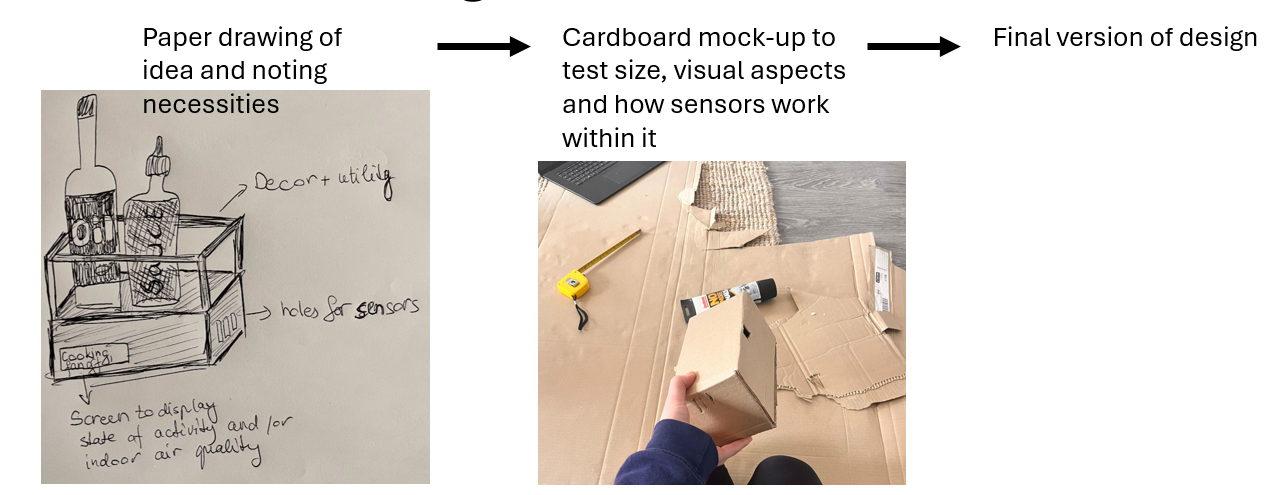 Paper drawing of
idea and noting
necessities
Cardboard mock-up to
test size, visual aspects
and how sensors work
within it
Final version of design
Decor + utility
OIL
SAUCE
holes for sensors
Cooking
Screen to display
state of activity and /or
indoor air quality